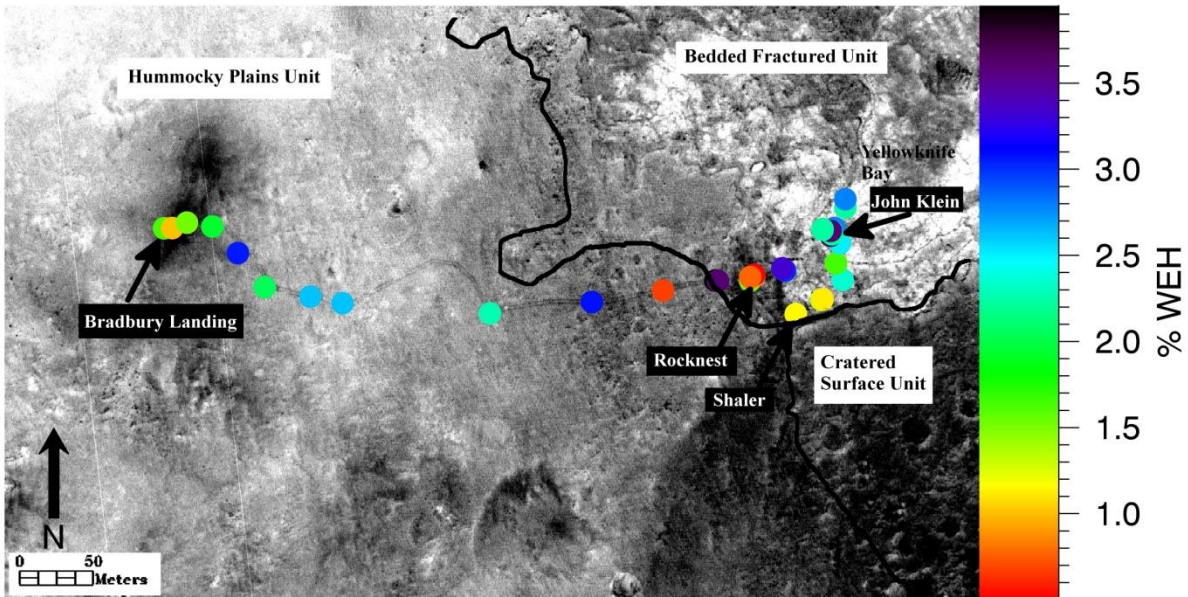 Hummocky Plains Unit
Bedded Fractured Unit
Yellowknife
Bay
John Klein
Bradbury Landing
Rocknest
Shaler
Cratered
Surface Unit
N
0 50
Meters
3.5
3.0
2.5
2.0
1.5
1.0
% WEH